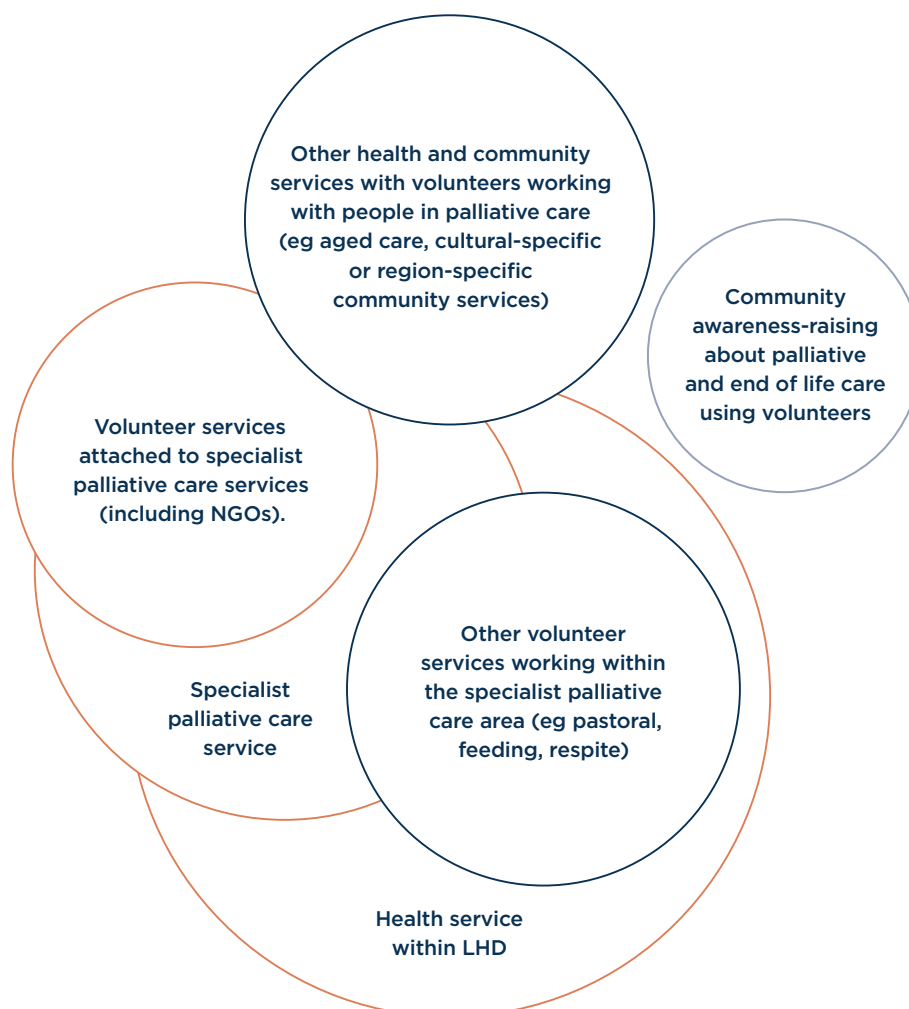 Other health and community
services with volunteers working
with people in palliative care
(eg aged care, cultural-specific
or region-specific
community services)
Community
awareness-raising
about palliative
and end of life care
using volunteers
Volunteer services
attached to specialist
palliative care services
(including NGOs).
Other volunteer
services working within
the specialist palliative
care area (eg pastoral,
feeding, respite)
Specialist
palliative care
service
Health service
within LHD